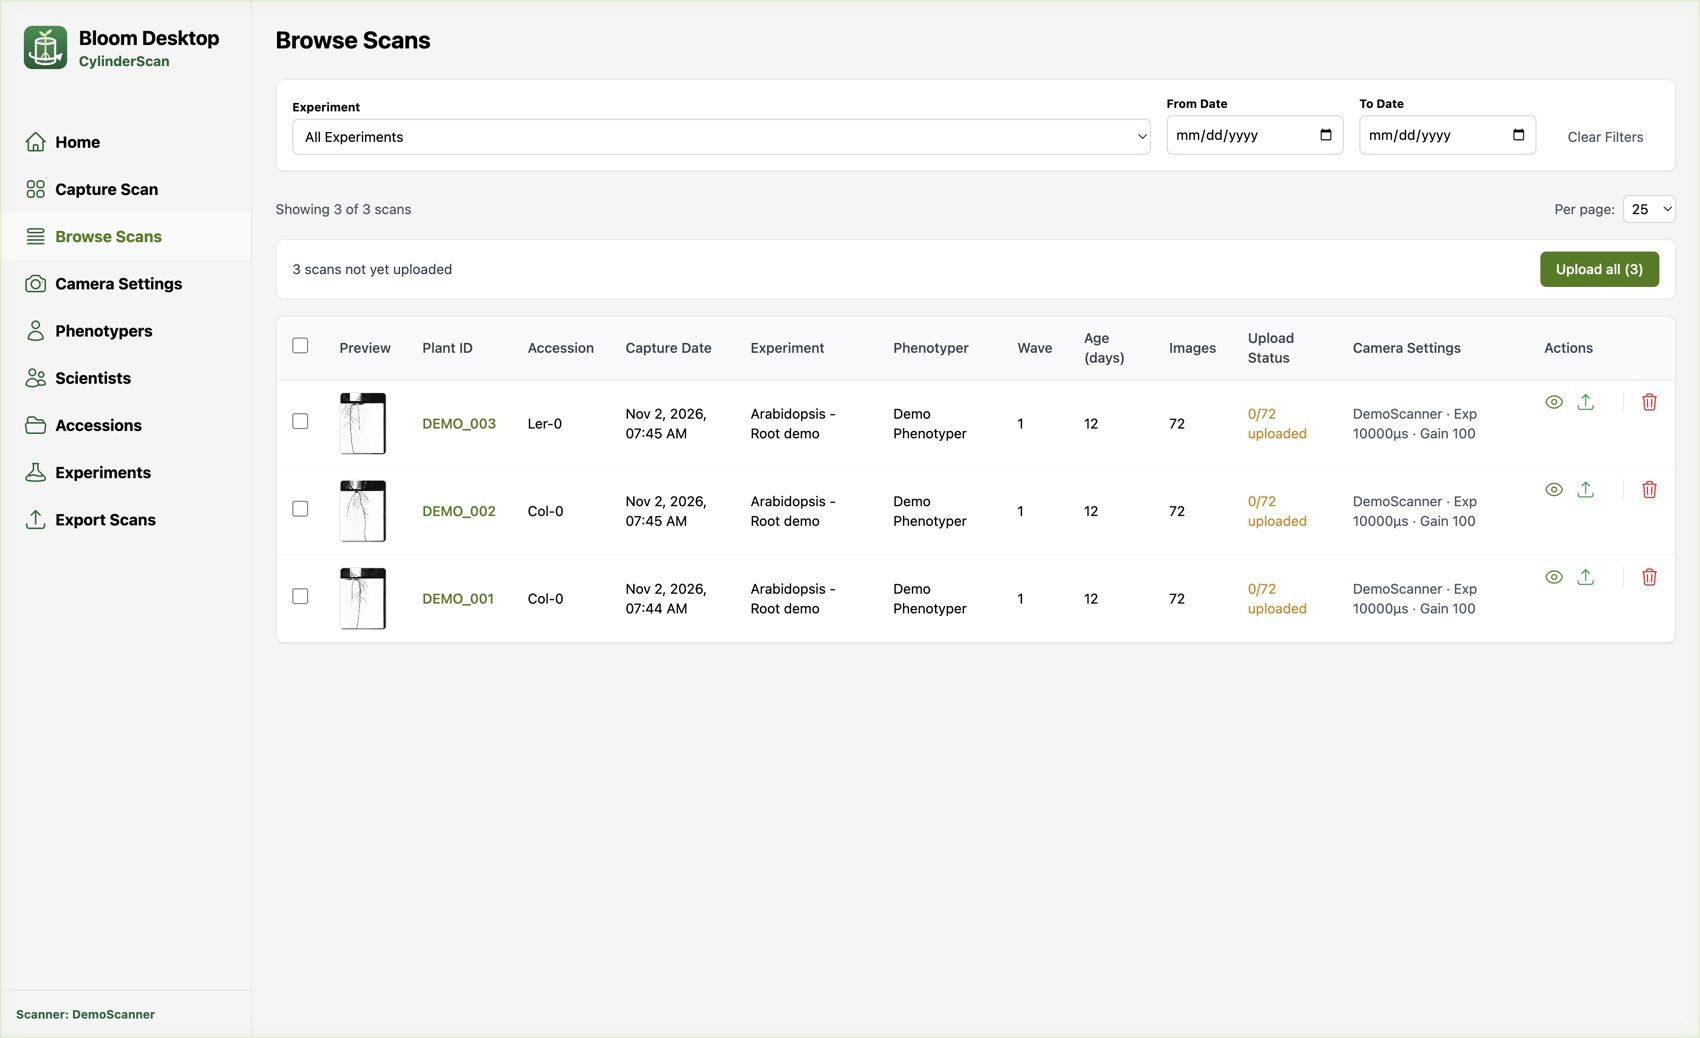 Bloom Desktop
CylinderScan
Home
Capture Scan
Browse Scans
Camera Settings
Phenotypers
Scientists
Accessions
Experiments
Export Scans
Scanner: DemoScanner
Browse Scans
Experiment
All Experiments
From Date
mm/dd/yyyy
To Date
mm/dd/yyyy
Clear Filters
Showing 3 of 3 scans
Per page: 25
3 scans not yet uploaded
Upload all (3)
Preview Plant ID Accession Capture Date Experiment Phenotyper Wave Age (days) Images Upload Status Camera Settings Actions
DEMO_003 Ler-0 Nov 2, 2026, 07:45 AM Arabidopsis - Root demo Demo Phenotyper 1 12 72 0/72 uploaded DemoScanner · Exp 10000µs · Gain 100
DEMO_002 Col-0 Nov 2, 2026, 07:45 AM Arabidopsis - Root demo Demo Phenotyper 1 12 72 0/72 uploaded DemoScanner · Exp 10000µs · Gain 100
DEMO_001 Col-0 Nov 2, 2026, 07:44 AM Arabidopsis - Root demo Demo Phenotyper 1 12 72 0/72 uploaded DemoScanner · Exp 10000µs · Gain 100